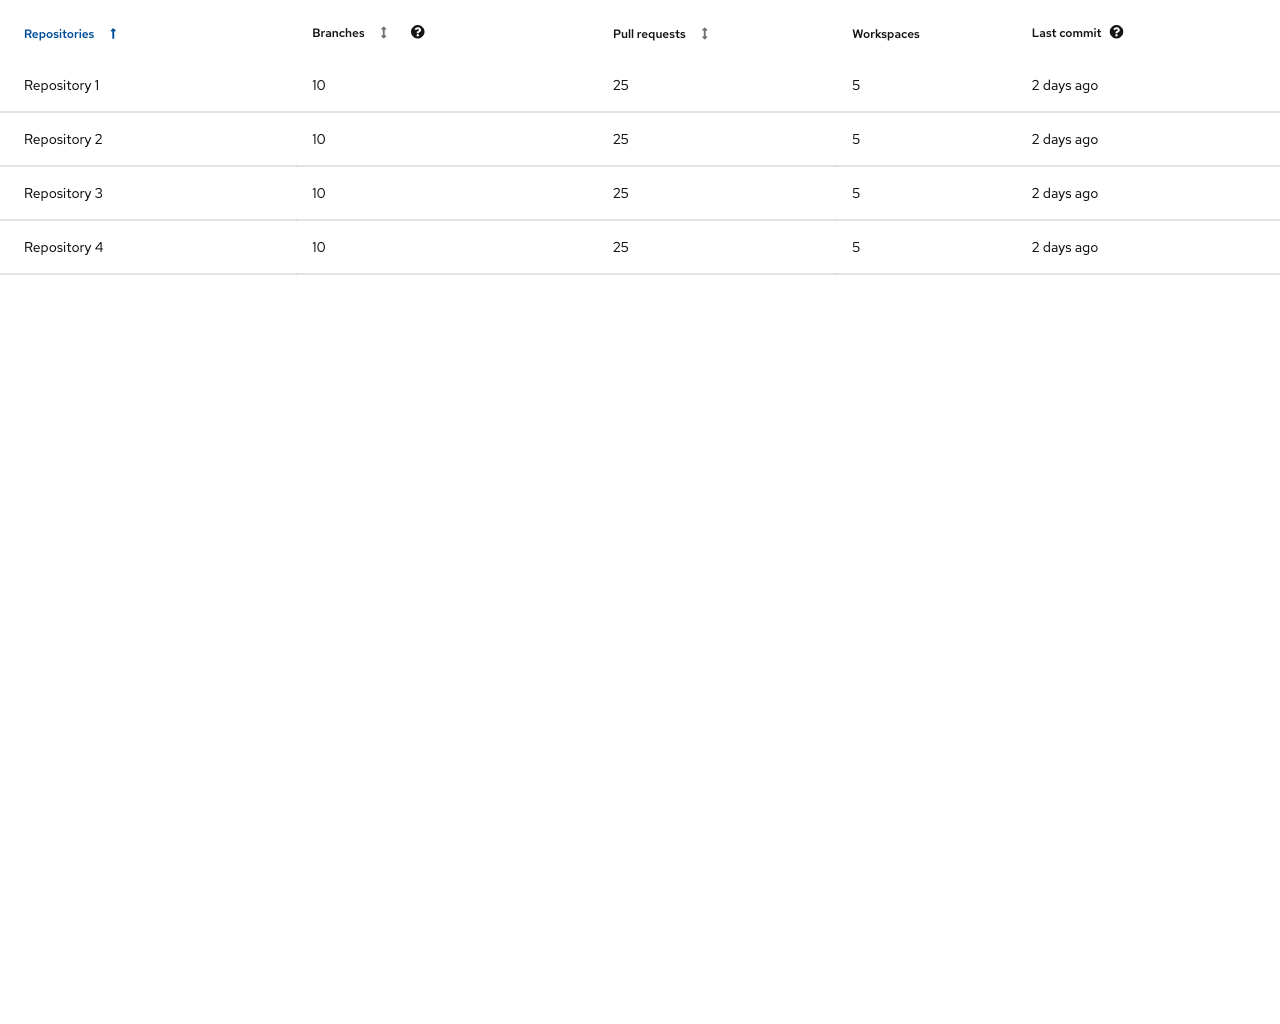 Repositories Branches Pull requests Workspaces Last commit
Repository 1 10 25 5 2 days ago
Repository 2 10 25 5 2 days ago
Repository 3 10 25 5 2 days ago
Repository 4 10 25 5 2 days ago